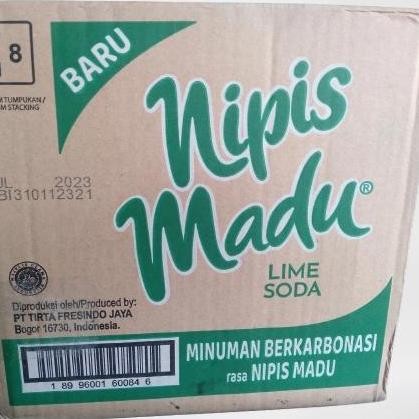 8
TUMPUKAN /
STACKING
BARU
Nipis
Madu®
LIME
SODA
2023
BI310112321
Diproduksi oleh/Produced by:
PT TIRTA FRESINDO JAYA
Bogor 16730, Indonesia.
1 89 96001 60084 6
MINUMAN BERKARBONASI
rasa NIPIS MADU